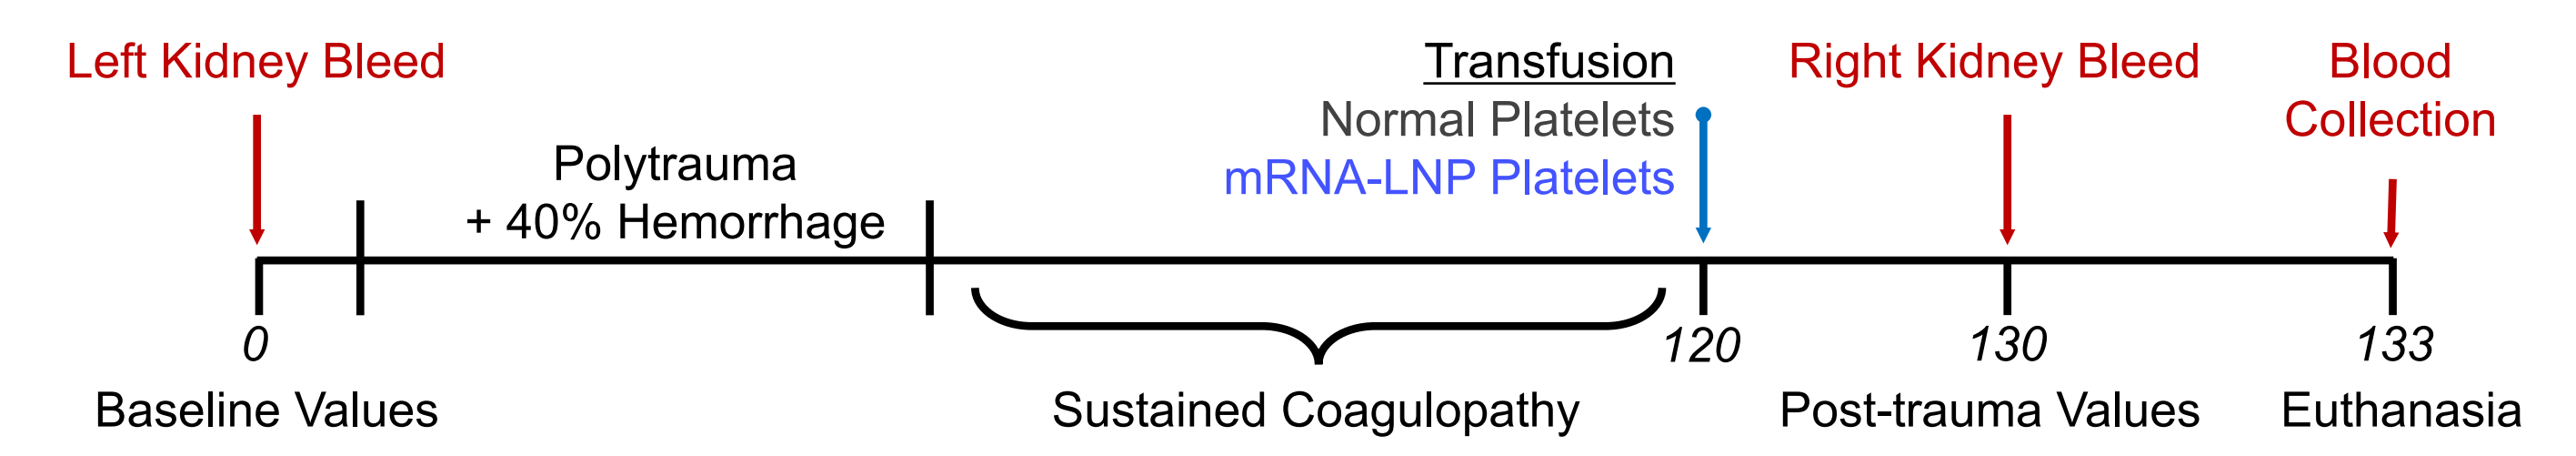 Left Kidney Bleed
Polytrauma
+ 40% Hemorrhage
Transfusion
Normal Platelets
mRNA-LNP Platelets
Right Kidney Bleed
Blood
Collection
0
120
130
133
Baseline Values
Sustained Coagulopathy
Post-trauma Values
Euthanasia